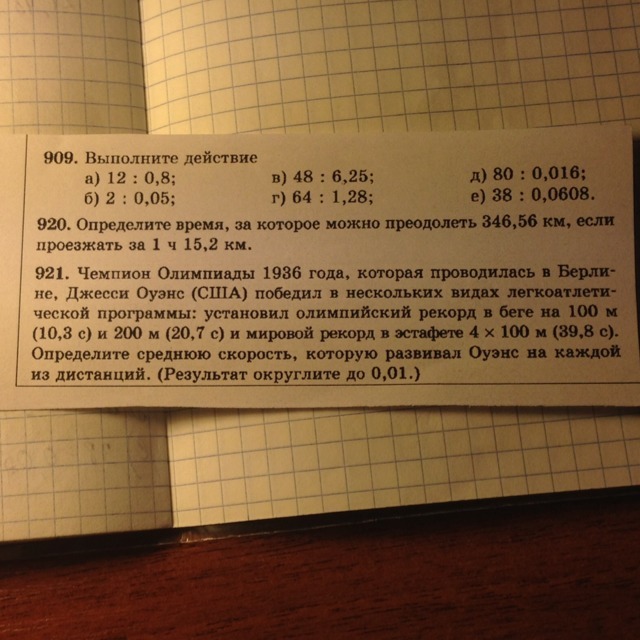 909. Выполните действие
а) 12 : 0,8; в) 48 : 6,25; д) 80 : 0,016;
б) 2 : 0,05; г) 64 : 1,28; е) 38 : 0,0608.
920. Определите время, за которое можно преодолеть 346,56 км, если
проезжать за 1 ч 15,2 км.
921. Чемпион Олимпиады 1936 года, которая проводилась в Берли-
не, Джесси Оуэнс (США) победил в нескольких видах легкоатлети-
ческой программы: установил олимпийский рекорд в беге на 100 м
(10,3 с) и 200 м (20,7 с) и мировой рекорд в эстафете 4 × 100 м (39,8 с).
Определите среднюю скорость, которую развивал Оуэнс на каждой
из дистанций. (Результат округлите до 0,01.)